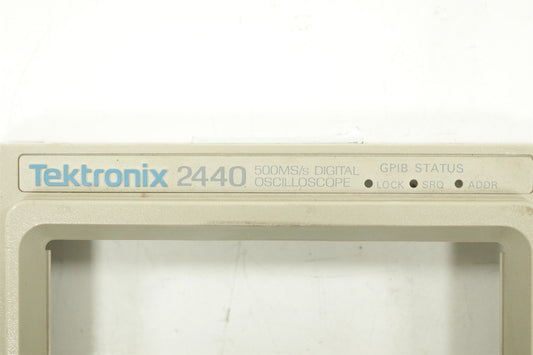 Tektronix 2440 500MS/s DIGITAL OSCILLOSCOPE
GPIB STATUS
LOCK SRQ ADDR